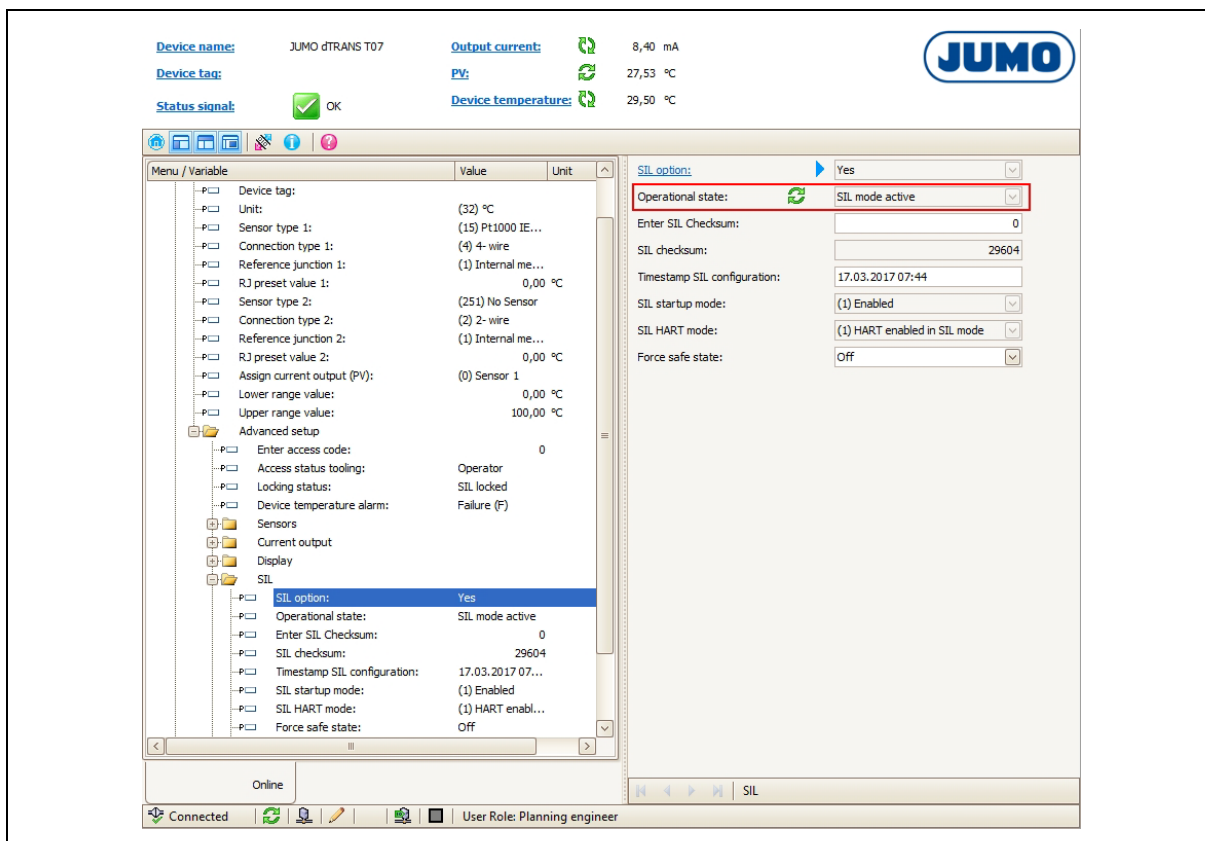 Device name: JUMO dTRANS T07 Output current: 8,40 mA
JUMO
Device tag: PV: 27,53 °C
Status signal: OK Device temperature: 29,50 °C
Menu / Variable Value Unit
Device tag:
Unit: (32) °C
Sensor type 1: (15) Pt1000 IE...
Connection type 1: (4) 4- wire
Reference junction 1: (1) Internal me...
RJ preset value 1: 0,00 °C
Sensor type 2: (251) No Sensor
Connection type 2: (2) 2- wire
Reference junction 2: (1) Internal me...
RJ preset value 2: 0,00 °C
Assign current output (PV): (0) Sensor 1
Lower range value: 0,00 °C
Upper range value: 100,00 °C
Advanced setup
Enter access code: 0
Access status tooling: Operator
Locking status: SIL locked
Device temperature alarm: Failure (F)
Sensors
Current output
Display
SIL
SIL option: Yes
Operational state: SIL mode active
Enter SIL Checksum: 0
SIL checksum: 29604
Timestamp SIL configuration: 17.03.2017 07...
SIL startup mode: (1) Enabled
SIL HART mode: (1) HART enabl...
Force safe state: Off
Online
SIL option: Yes
Operational state: SIL mode active
Enter SIL Checksum: 0
SIL checksum: 29604
Timestamp SIL configuration: 17.03.2017 07:44
SIL startup mode: (1) Enabled
SIL HART mode: (1) HART enabled in SIL mode
Force safe state: Off
SIL
Connected User Role: Planning engineer